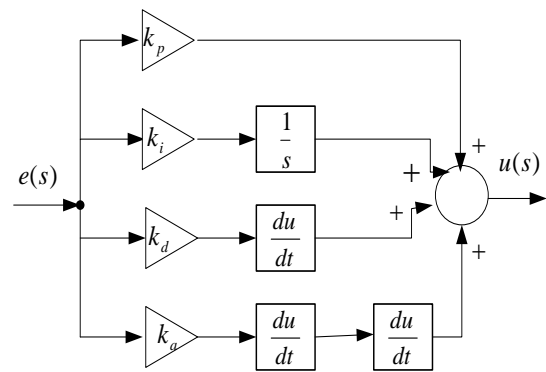 k_p
+
k_i
1/s
+
e(s)
u(s)
+
k_d
du/dt
+
k_a
du/dt
du/dt